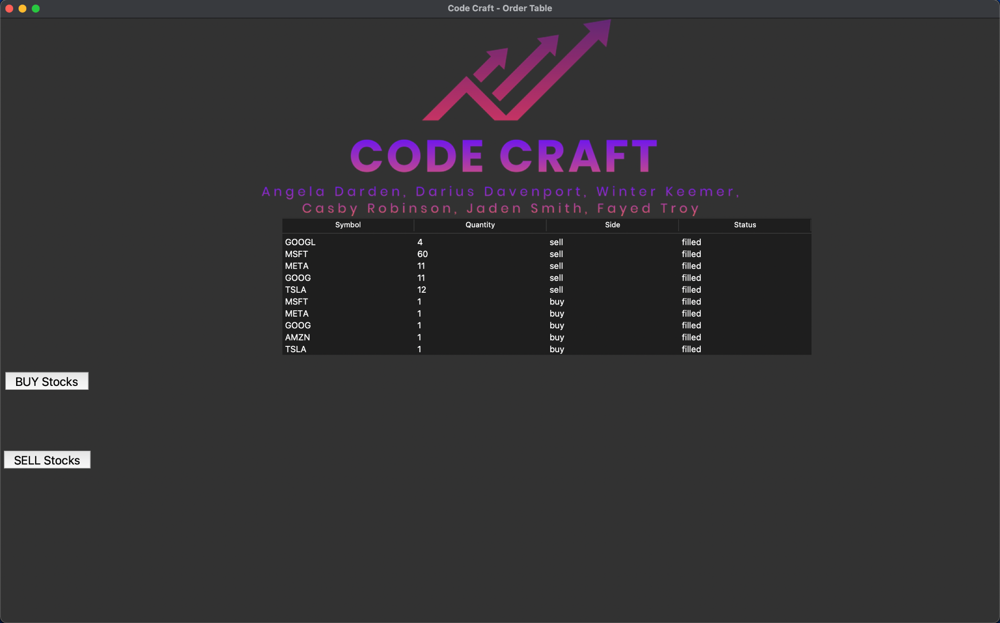 Code Craft - Order Table
CODE CRAFT
Angela Darden, Darius Davenport, Winter Keemer,
Casby Robinson, Jaden Smith, Fayed Troy
Symbol Quantity Side Status
GOOGL 4 sell filled
MSFT 60 sell filled
META 11 sell filled
GOOG 11 sell filled
TSLA 12 sell filled
MSFT 1 buy filled
META 1 buy filled
GOOG 1 buy filled
AMZN 1 buy filled
TSLA 1 buy filled
BUY Stocks
SELL Stocks